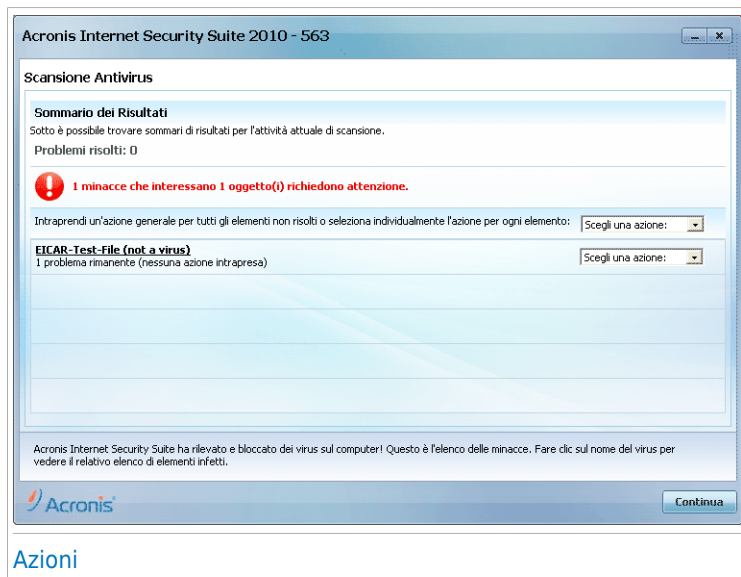 Acronis Internet Security Suite 2010 - 563
Scansione Antivirus
Sommario dei Risultati
Sotto è possibile trovare sommari di risultati per l'attività attuale di scansione.
Problemi risolti: 0
1 minacce che interessano 1 oggetto(i) richiedono attenzione.
Intraprendi un'azione generale per tutti gli elementi non risolti o seleziona individualmente l'azione per ogni elemento: Scegli una azione:
EICAR-Test-File (not a virus)
1 problema rimanente (nessuna azione intrapresa) Scegli una azione:
Acronis Internet Security Suite ha rilevato e bloccato dei virus sul computer! Questo è l'elenco delle minacce. Fare clic sul nome del virus per
vedere il relativo elenco di elementi infetti.
Acronis Continua
Azioni